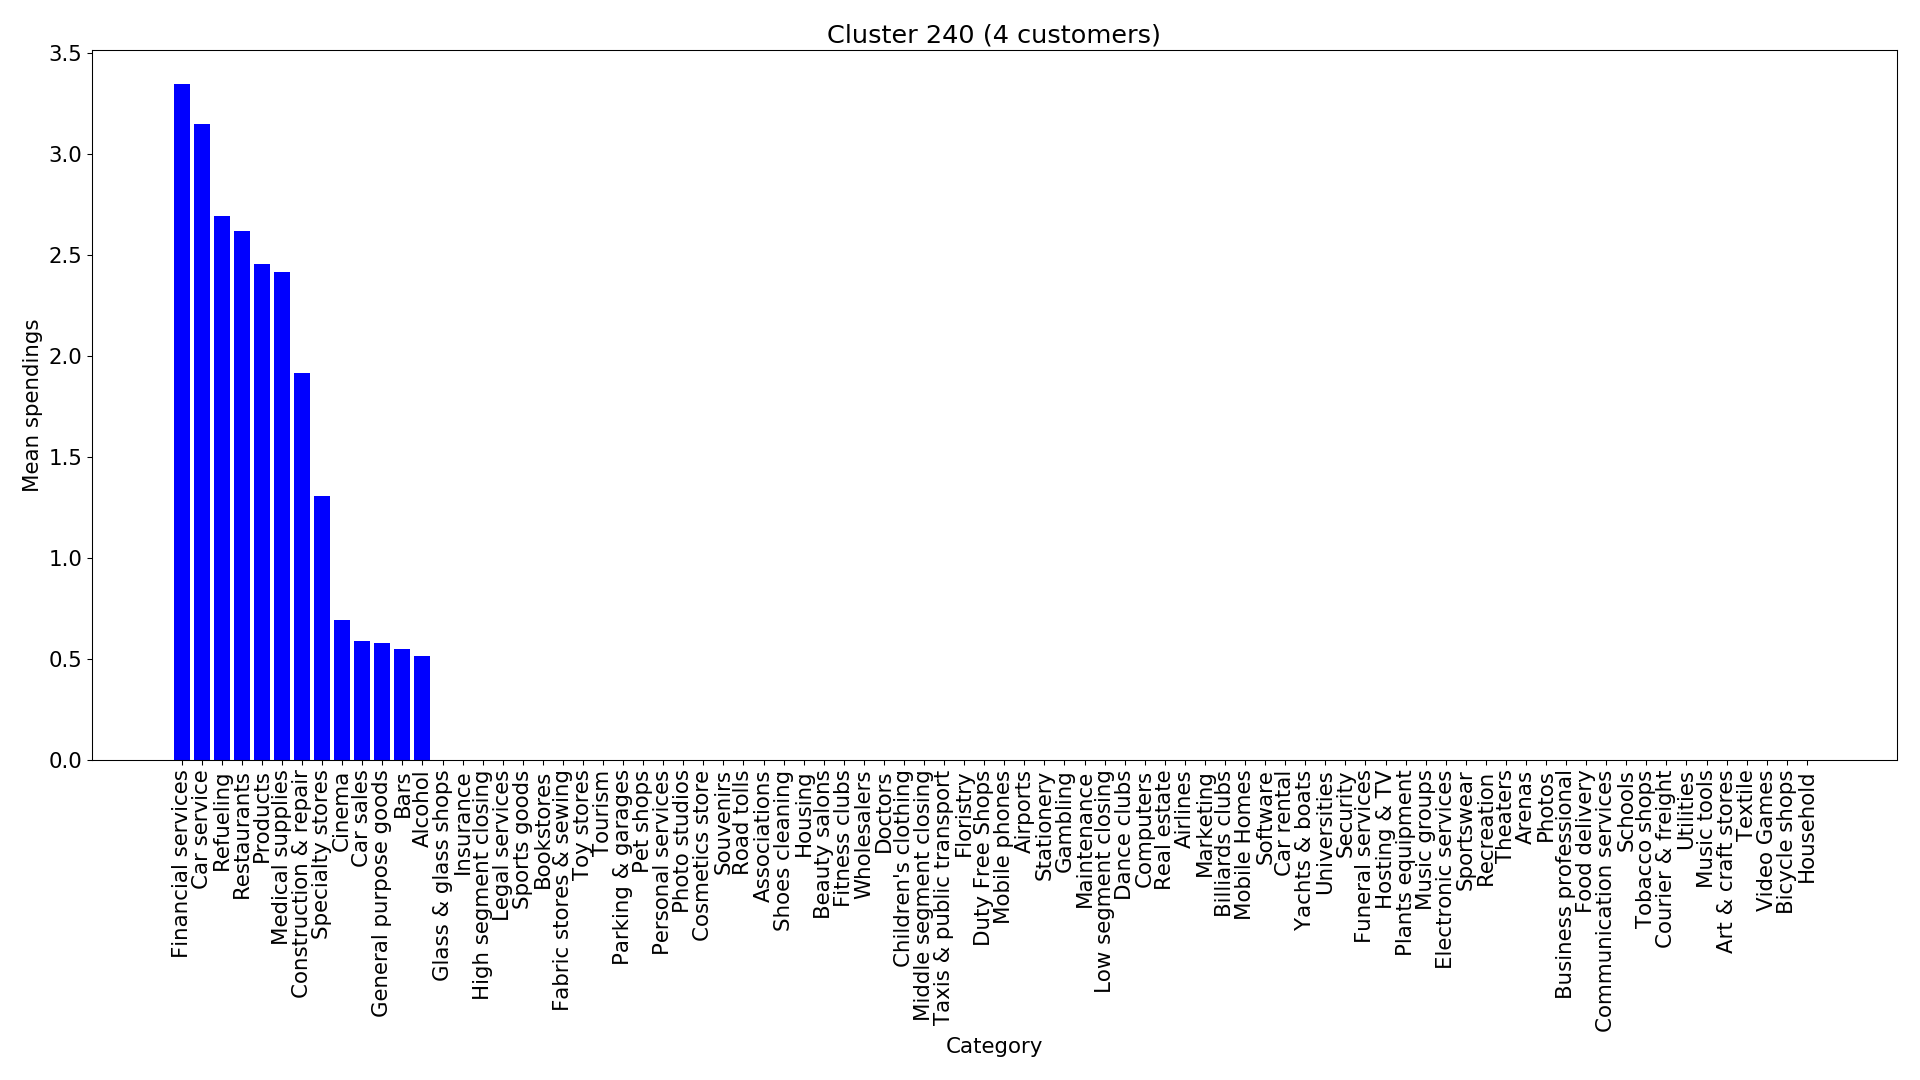 Cluster 240 (4 customers)
Mean spendings
3.5
3.0
2.5
2.0
1.5
1.0
0.5
0.0
Financial services
Car service
Refueling
Restaurants
Products
Medical supplies
Construction & repair
Specialty stores
Cinema
Car sales
General purpose goods
Bars
Alcohol
Glass & glass shops
Insurance
High segment closing
Legal services
Sports goods
Bookstores
Fabric stores & sewing
Toy stores
Tourism
Parking & garages
Pet shops
Personal services
Photo studios
Cosmetics store
Souvenirs
Road tolls
Associations
Shoes cleaning
Housing
Beauty salons
Fitness clubs
Wholesalers
Doctors
Children's clothing
Middle segment closing
Taxis & public transport
Floristry
Duty Free Shops
Mobile phones
Airports
Stationery
Gambling
Maintenance
Low segment closing
Dance clubs
Computers
Real estate
Airlines
Marketing
Billiards clubs
Mobile Homes
Software
Car rental
Yachts & boats
Universities
Security
Funeral services
Hosting & TV
Plants equipment
Music groups
Electronic services
Sportswear
Recreation
Theaters
Arenas
Photos
Business professional
Food delivery
Communication services
Schools
Tobacco shops
Courier & freight
Utilities
Music tools
Art & craft stores
Textile
Video Games
Bicycle shops
Household
Category